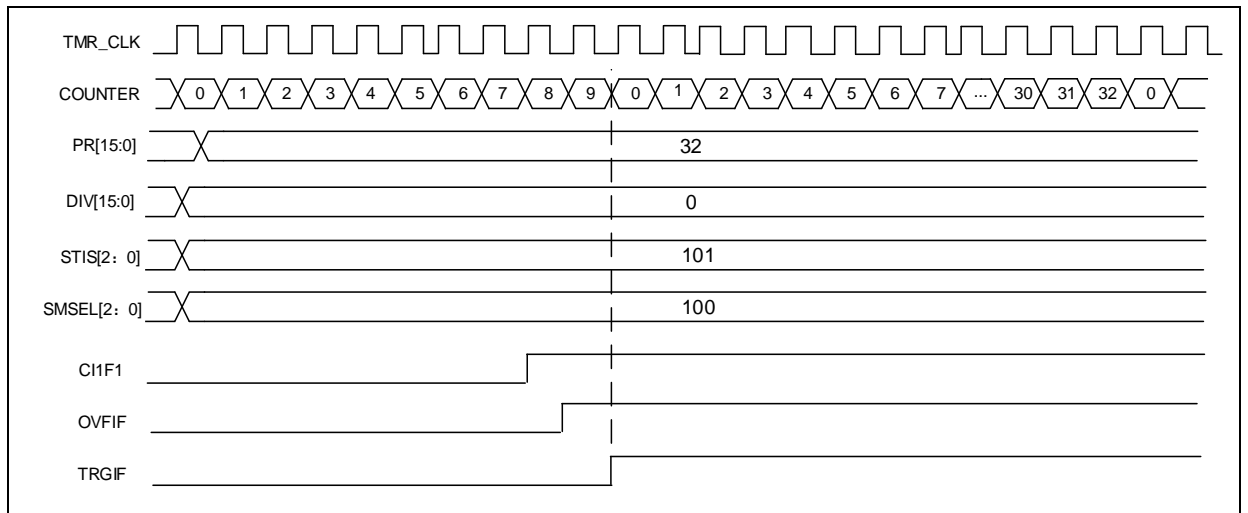 TMR_CLK
COUNTER 0 1 2 3 4 5 6 7 8 9 0 1 2 3 4 5 6 7 ... 30 31 32 0
PR[15:0] 32
DIV[15:0] 0
STIS[2：0] 101
SMSEL[2：0] 100
CI1F1
OVFIF
TRGIF